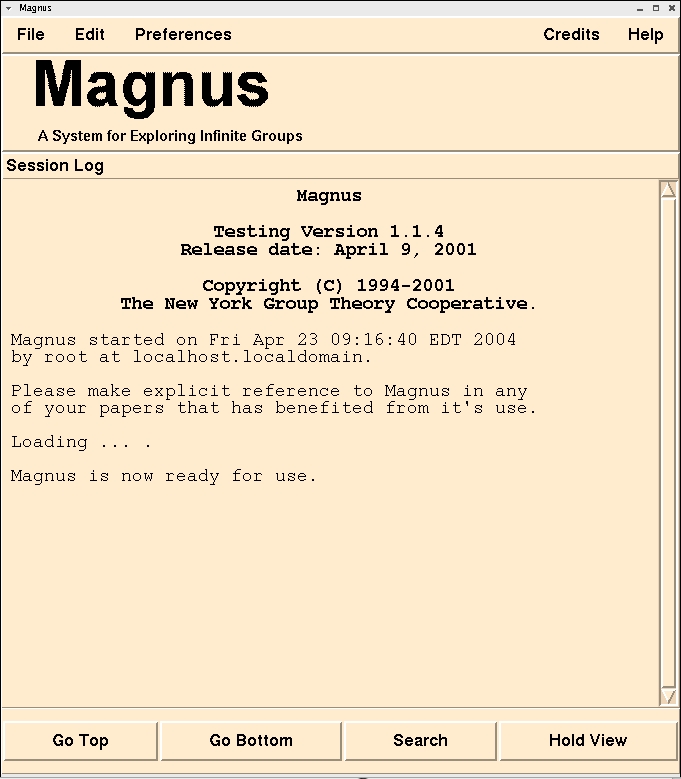 Magnus
File Edit Preferences Credits Help
Magnus
A System for Exploring Infinite Groups
Session Log
Magnus
Testing Version 1.1.4
Release date: April 9, 2001
Copyright (C) 1994-2001
The New York Group Theory Cooperative.
Magnus started on Fri Apr 23 09:16:40 EDT 2004
by root at localhost.localdomain.
Please make explicit reference to Magnus in any
of your papers that has benefited from it's use.
Loading ... .
Magnus is now ready for use.
Go Top Go Bottom Search Hold View